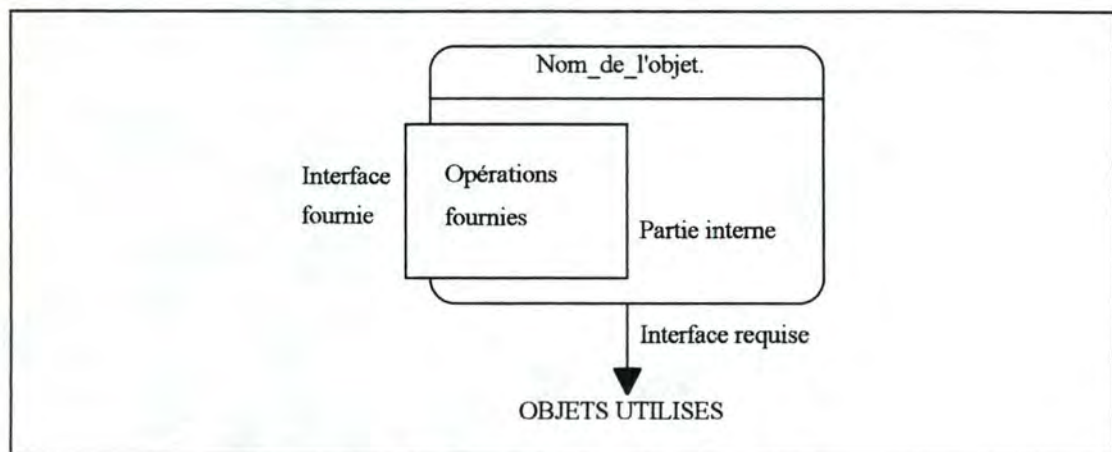 Nom_de_l'objet.
Interface
fournie
Opérations
fournies
Partie interne
Interface requise
OBJETS UTILISES